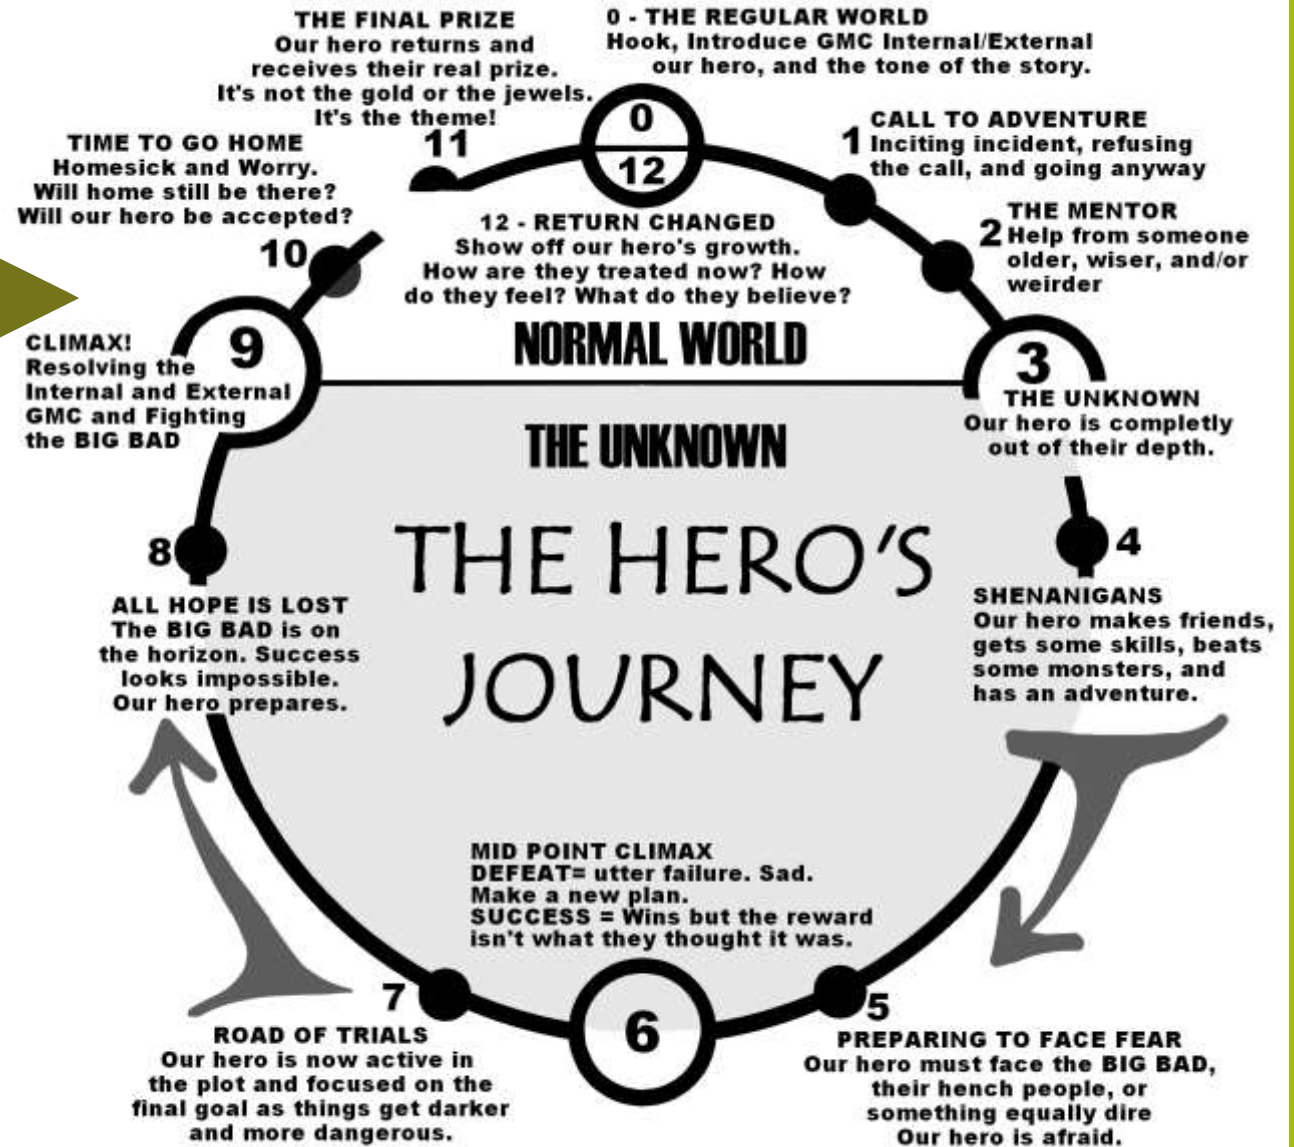 0 - THE REGULAR WORLD
Hook, Introduce GMC Internal/External
our hero, and the tone of the story.
0
1
CALL TO ADVENTURE
Inciting incident, refusing
the call, and going anyway
2
THE MENTOR
Help from someone
older, wiser, and/or
weirder
3
THE UNKNOWN
Our hero is completly
out of their depth.
4
SHENANIGANS
Our hero makes friends,
gets some skills, beats
some monsters, and
has an adventure.
5
PREPARING TO FACE FEAR
Our hero must face the BIG BAD,
their hench people, or
something equally dire
Our hero is afraid.
6
MID POINT CLIMAX
DEFEAT= utter failure. Sad.
Make a new plan.
SUCCESS = Wins but the reward
isn't what they thought it was.
7
ROAD OF TRIALS
Our hero is now active in
the plot and focused on the
final goal as things get darker
and more dangerous.
8
ALL HOPE IS LOST
The BIG BAD is on
the horizon. Success
looks impossible.
Our hero prepares.
9
CLIMAX!
Resolving the
Internal and External
GMC and Fighting
the BIG BAD
10
TIME TO GO HOME
Homesick and Worry.
Will home still be there?
Will our hero be accepted?
11
THE FINAL PRIZE
Our hero returns and
receives their real prize.
It's not the gold or the jewels.
It's the theme!
12
12 - RETURN CHANGED
Show off our hero's growth.
How are they treated now? How
do they feel? What do they believe?
NORMAL WORLD
THE UNKNOWN
THE HERO'S
JOURNEY